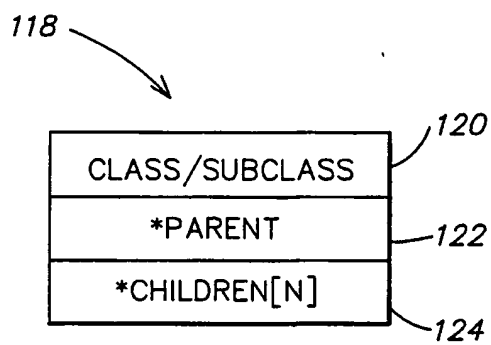 118
CLASS/SUBCLASS
120
*PARENT
122
*CHILDREN[N]
124